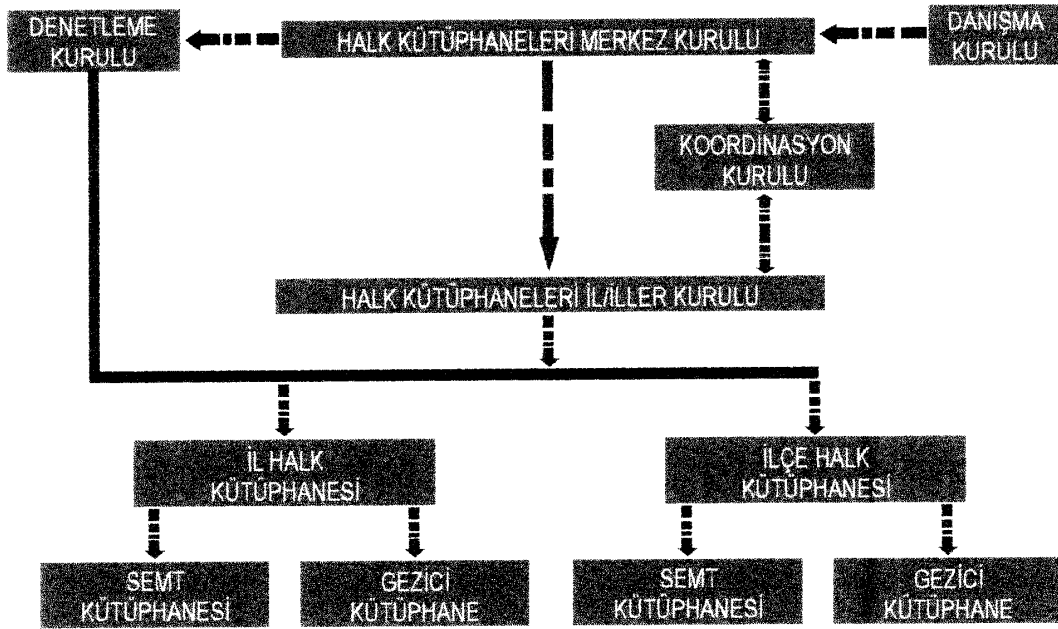 DENETLEME
KURULU
HALK KÜTÜPHANELERİ MERKEZ KURULU
DANIŞMA
KURULU
KOORDİNASYON
KURULU
HALK KÜTÜPHANELERİ İL/İLLER KURULU
İL HALK
KÜTÜPHANESİ
İLÇE HALK
KÜTÜPHANESİ
SEMT
KÜTÜPHANESİ
GEZİCİ
KÜTÜPHANE
SEMT
KÜTÜPHANESİ
GEZİCİ
KÜTÜPHANE